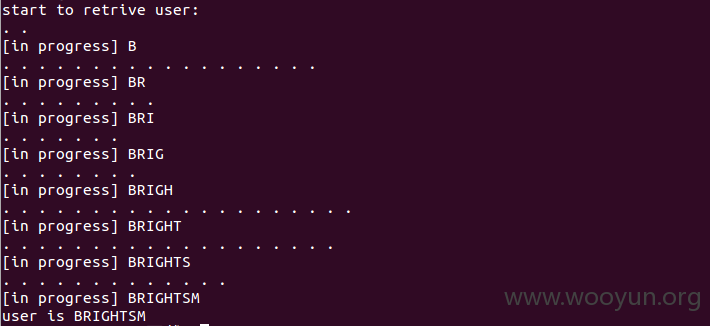 start to retrive user:
. .
[in progress] B
. . . . . . . . . . . . . . . . . .
[in progress] BR
. . . . . . . . .
[in progress] BRI
. . . . . . .
[in progress] BRIG
. . . . . . . .
[in progress] BRIGH
. . . . . . . . . . . . . . . . . . . .
[in progress] BRIGHT
. . . . . . . . . . . . . . . . . . .
[in progress] BRIGHTS
. . . . . . . . . . . . .
[in progress] BRIGHTSM
user is BRIGHTSM
www.wooyun.org